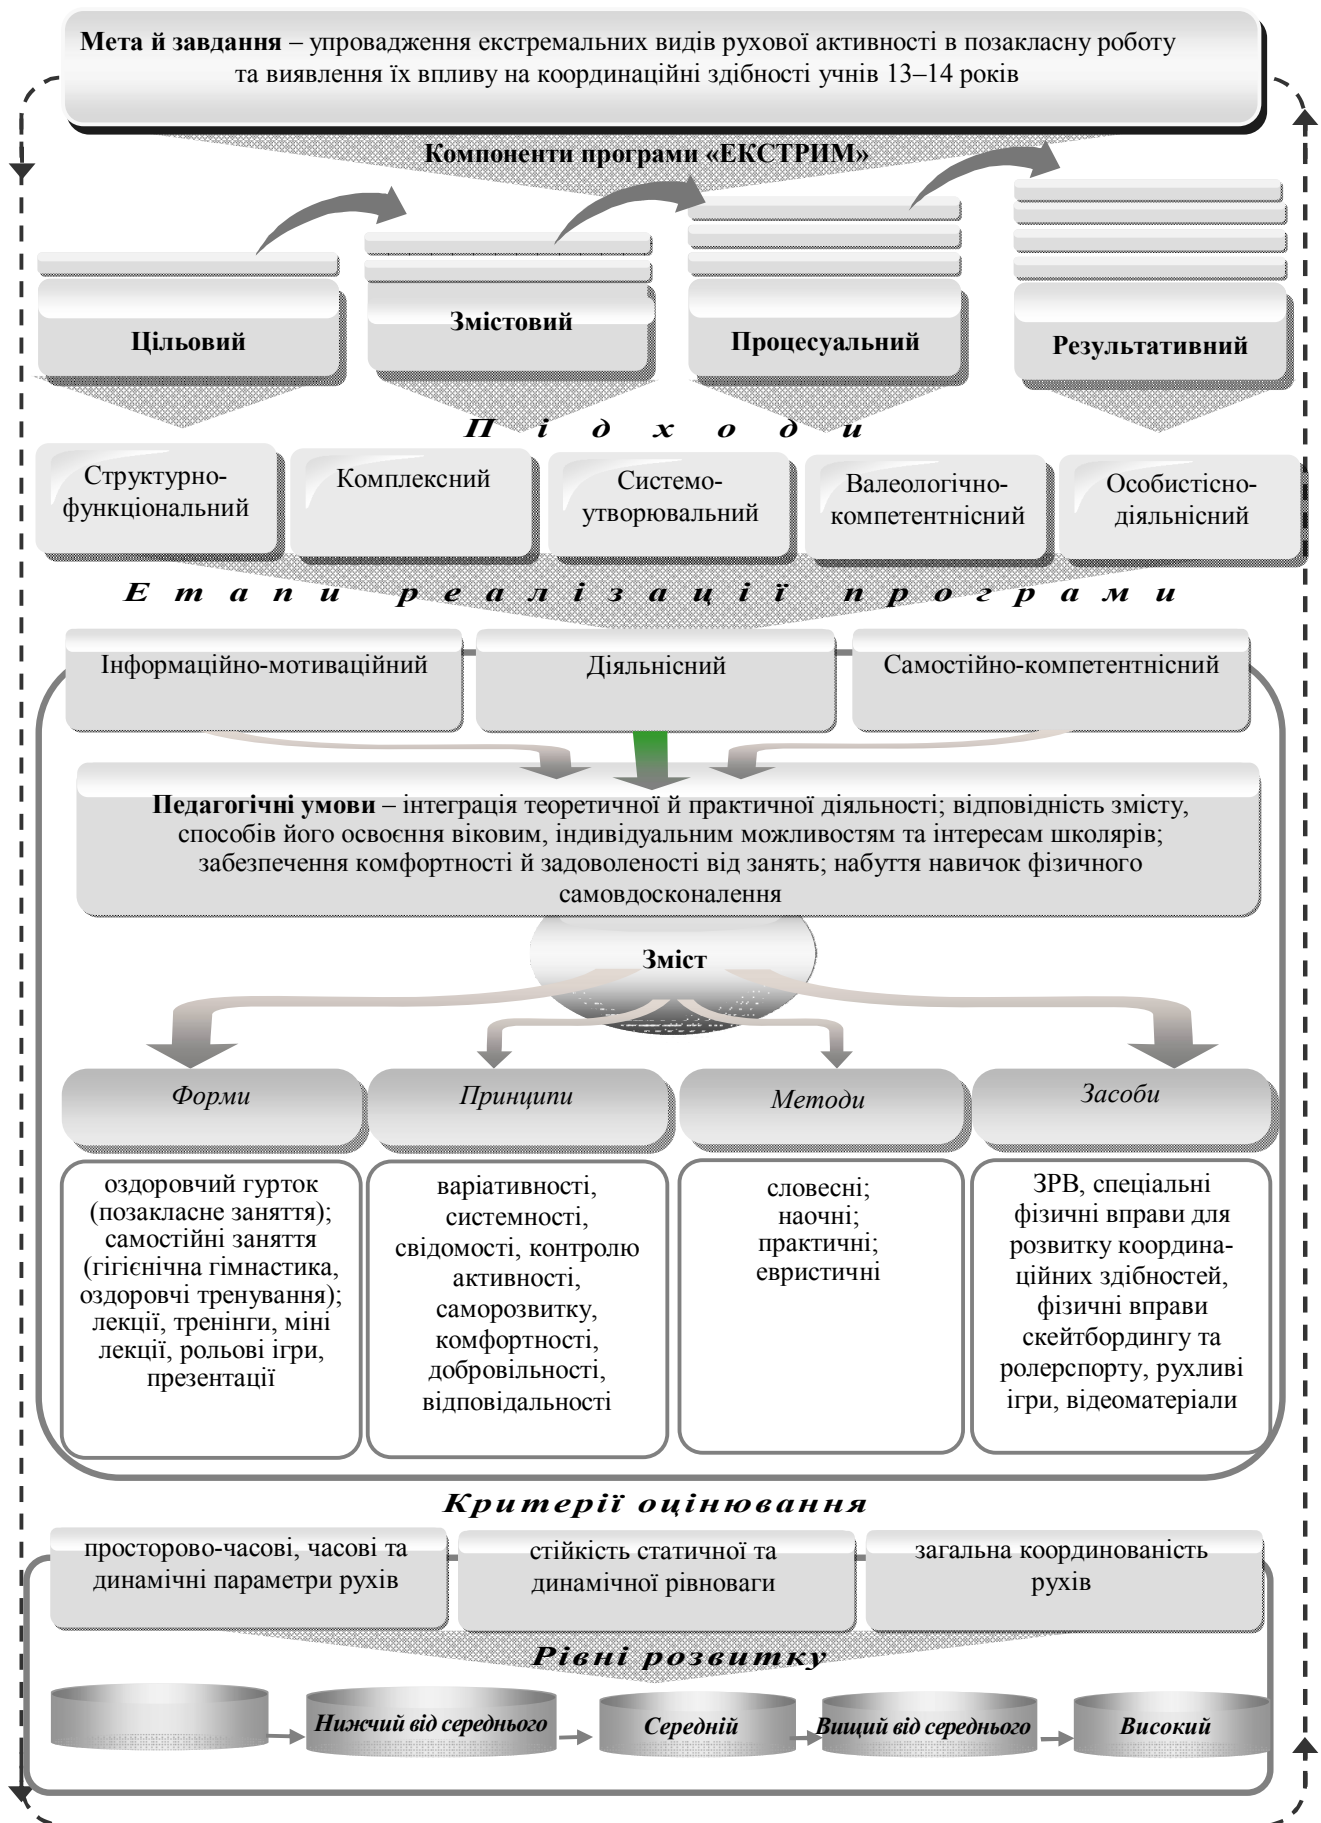 Мета й завдання – упровадження екстремальних видів рухової активності в позакласну роботу
та виявлення їх впливу на координаційні здібності учнів 13–14 років
Компоненти програми «ЕКСТРИМ»
Цільовий
Змістовий
Процесуальний
Результативний
Підходи
Структурно-
функціональний
Комплексний
Системо-
утворювальний
Валеологічно-
компетентнісний
Особистісно-
діяльнісний
Етапи реалізації програми
Інформаційно-мотиваційний
Діяльнісний
Самостійно-компетентнісний
Педагогічні умови – інтеграція теоретичної й практичної діяльності; відповідність змісту,
способів його освоєння віковим, індивідуальним можливостям та інтересам школярів;
забезпечення комфортності й задоволеності від занять; набуття навичок фізичного
самовдосконалення
Зміст
Форми
Принципи
Методи
Засоби
оздоровчий гурток
(позакласне заняття);
самостійні заняття
(гігієнічна гімнастика,
оздоровчі тренування);
лекції, тренінги, міні
лекції, рольові ігри,
презентації
варіативності,
системності,
свідомості, контролю
активності,
саморозвитку,
комфортності,
добровільності,
відповідальності
словесні;
наочні;
практичні;
евристичні
ЗРВ, спеціальні
фізичні вправи для
розвитку координа-
ційних здібностей,
фізичні вправи
скейтбордингу та
ролерспорту, рухливі
ігри, відеоматеріали
Критерії оцінювання
просторово-часові, часові та
динамічні параметри рухів
стійкість статичної та
динамічної рівноваги
загальна координованість
рухів
Рівні розвитку
Нижчий від середнього
Середній
Вищий від середнього
Високий